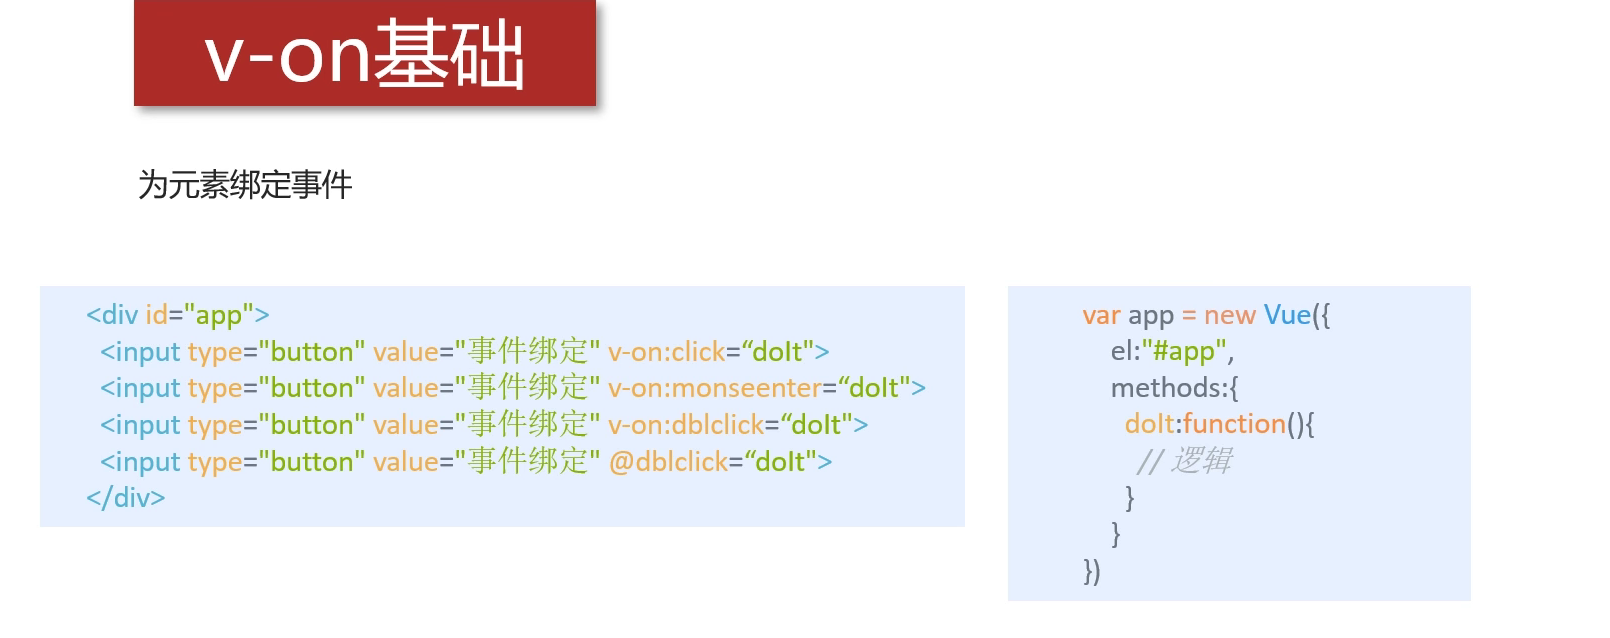 v-on基础
为元素绑定事件
<div id="app">
<input type="button" value="事件绑定" v-on:click=“doIt">
<input type="button" value="事件绑定" v-on:monseenter=“doIt">
<input type="button" value="事件绑定" v-on:dblclick=“doIt">
<input type="button" value="事件绑定" @dblclick=“doIt">
</div>
var app = new Vue({
el:"#app",
methods:{
doIt:function(){
// 逻辑
}
}
})